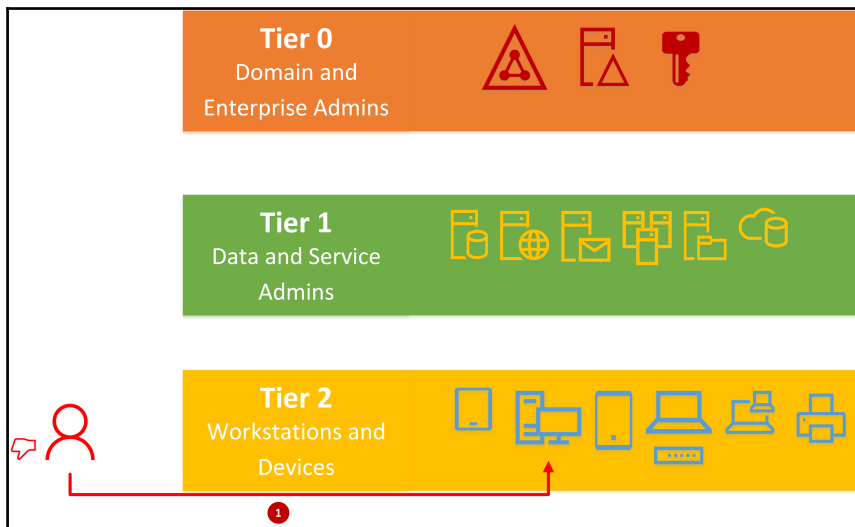 Tier 0
Domain and
Enterprise Admins
Tier 1
Data and Service
Admins
Tier 2
Workstations and
Devices
1